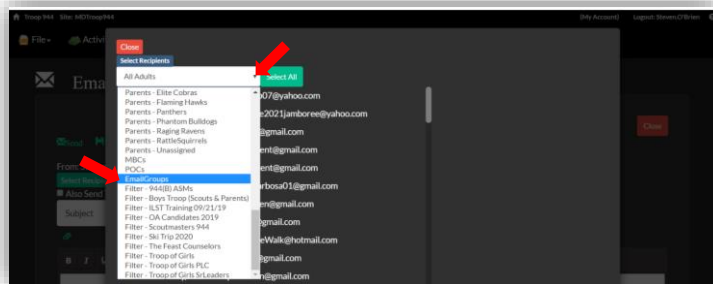 Troop 944 Site: MDTroop944
(My Account) Logout: Steven.O'Brien
File
Activi
Close
Select Recipients
All Adults
Select All
Ema
Parents - Elite Cobras
Parents - Flaming Hawks
Parents - Panthers
Parents - Phantom Bulldogs
Parents - Raging Ravens
Parents - RattleSquirrels
Parents - Unassigned
MBCs
POCs
EmailGroups
Filter - 944(B) ASMs
Filter - Boys Troop (Scouts & Parents)
Filter - ILST Training 09/21/19
Filter - OA Candidates 2019
Filter - Scoutmasters 944
Filter - Ski Trip 2020
Filter - The Feast Counselors
Filter - Troop of Girls
Filter - Troop of Girls PLC
Filter - Troop of Girls SrLeaders
07@yahoo.com
e2021jamboree@yahoo.com
@gmail.com
ent@gmail.com
ent@gmail.com
rbosa01@gmail.com
en@gmail.com
gmail.com
eWalk@hotmail.com
@gmail.com
n@gmail.com
Close
Send
From:
Select Recip
Also Send
Subject
B I U